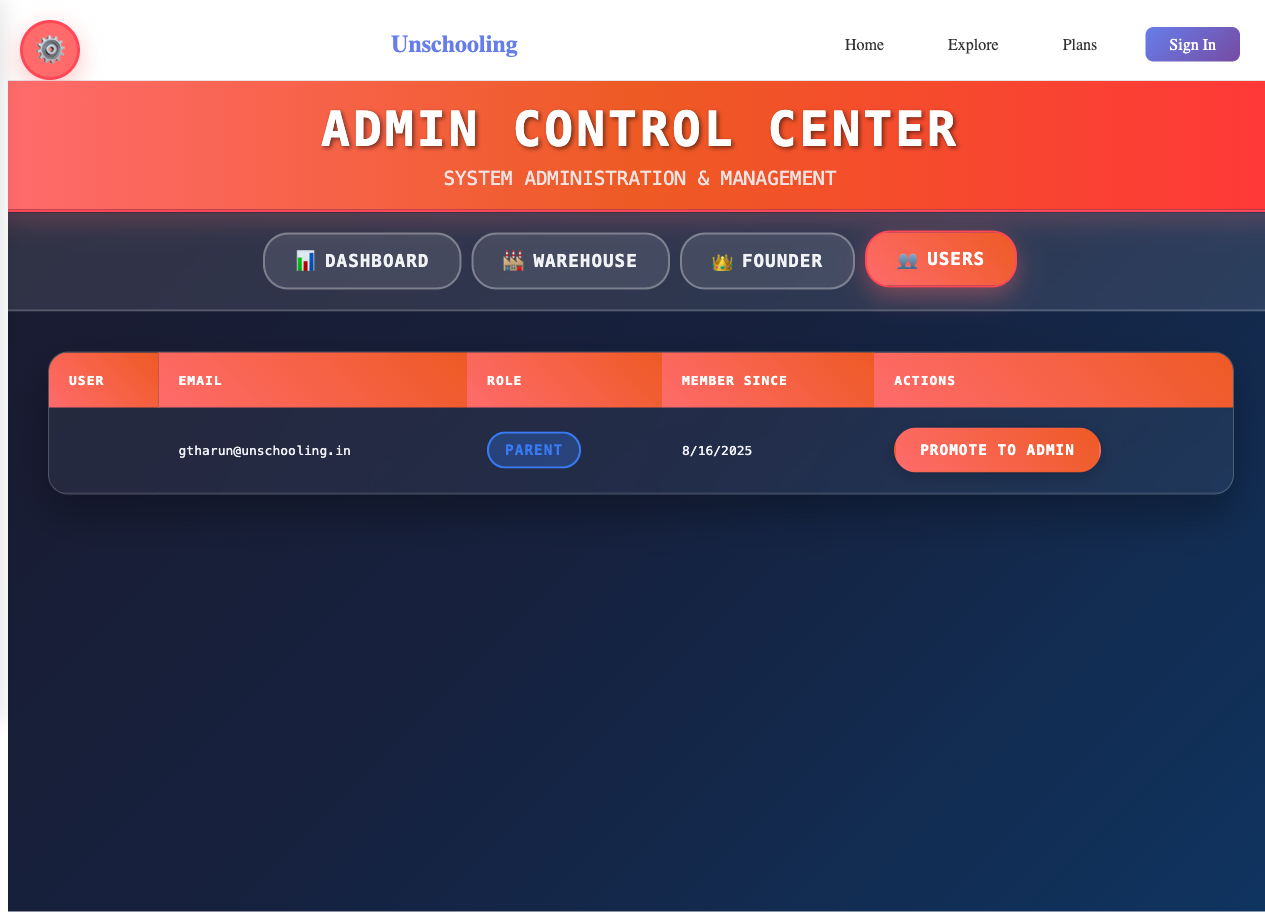 Unschooling
Home
Explore
Plans
Sign In
ADMIN CONTROL CENTER
SYSTEM ADMINISTRATION & MANAGEMENT
DASHBOARD
WAREHOUSE
FOUNDER
USERS
USER EMAIL ROLE MEMBER SINCE ACTIONS
gtharun@unschooling.in PARENT 8/16/2025 PROMOTE TO ADMIN